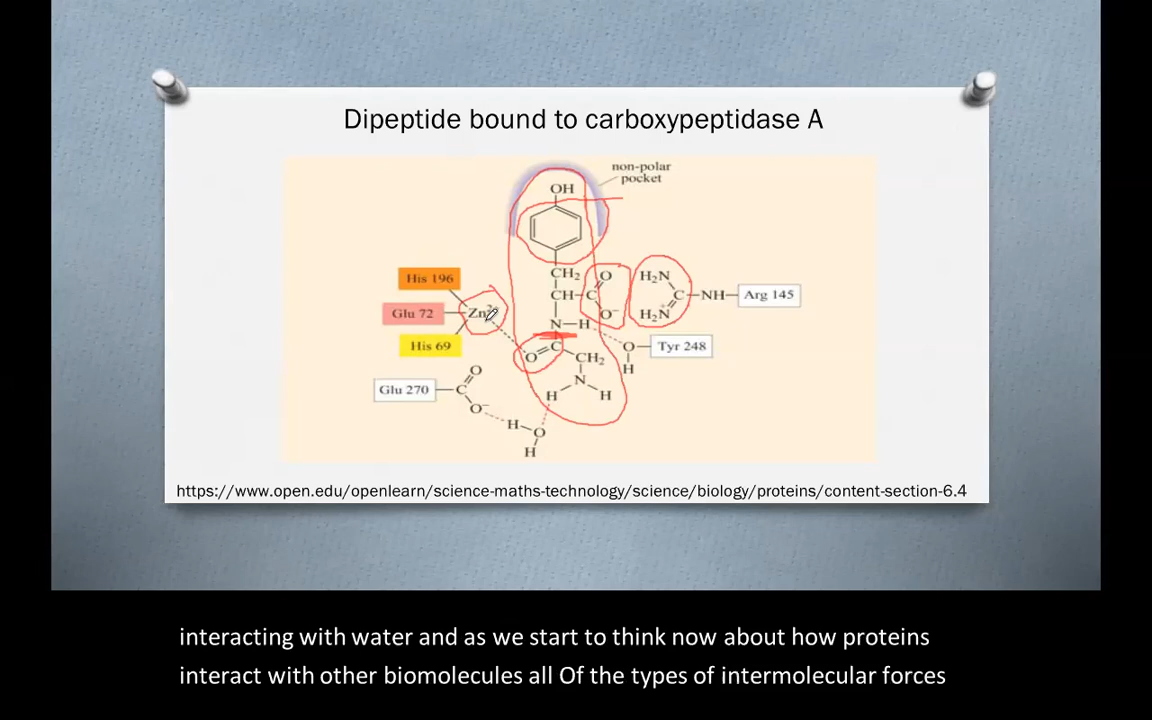 Dipeptide bound to carboxypeptidase A
non-polar
pocket
OH
CH2
O
H2N
His 196
CH
C
C
NH
Arg 145
Glu 72
Zn2+
O−
H2N+
N
H
His 69
O
C
CH2
O
Tyr 248
H
O
N
Glu 270
C
H
H
O−
H
O
H
https://www.open.edu/openlearn/science-maths-technology/science/biology/proteins/content-section-6.4
interacting with water and as we start to think now about how proteins
interact with other biomolecules all Of the types of intermolecular forces